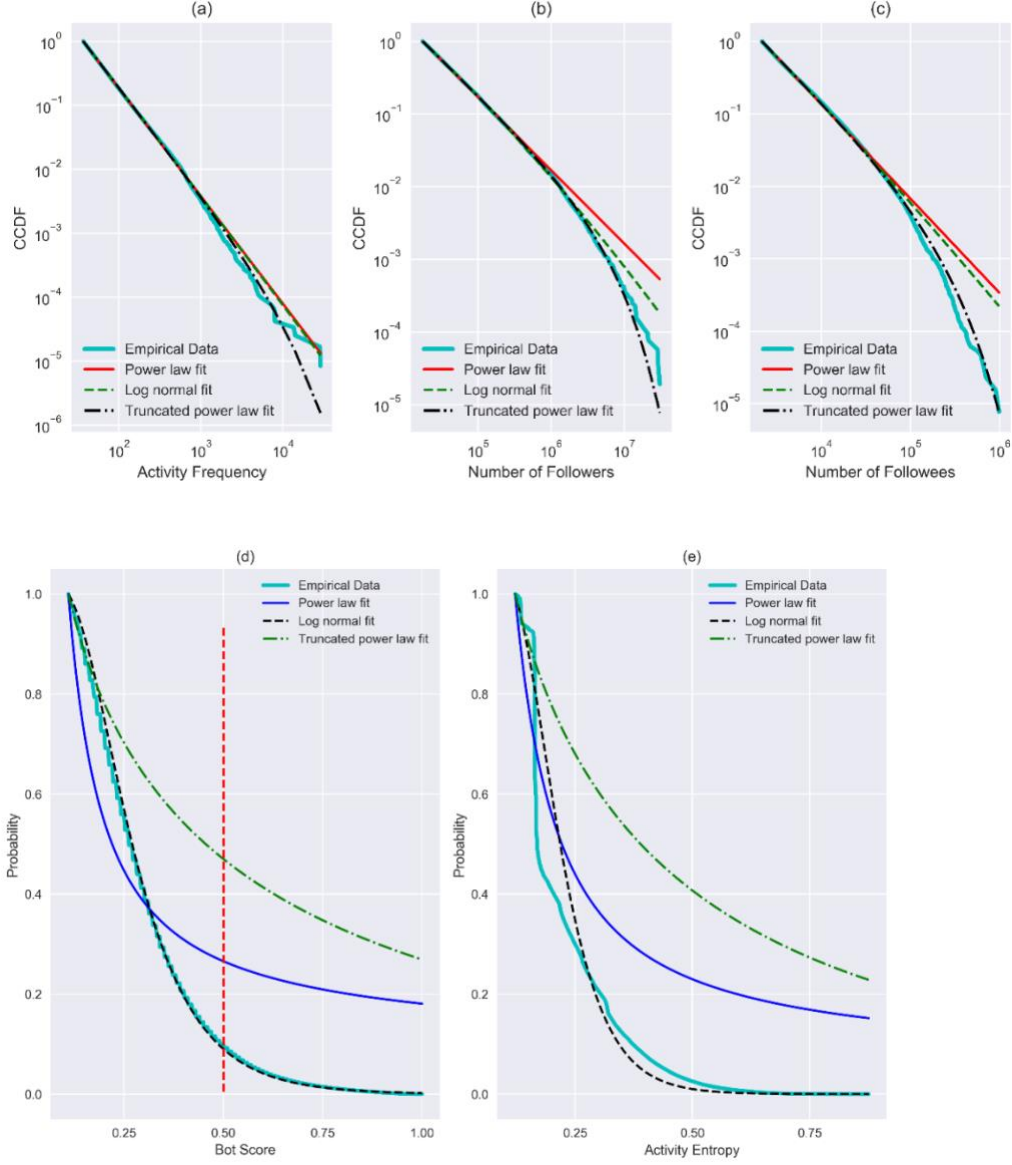 (a)
10^0
10^−1
10^−2
10^−3
10^−4
10^−5
10^−6
CCDF
Empirical Data
Power law fit
Log normal fit
Truncated power law fit
10^2
10^3
10^4
Activity Frequency
(b)
10^0
10^−1
10^−2
10^−3
10^−4
10^−5
CCDF
Empirical Data
Power law fit
Log normal fit
Truncated power law fit
10^5
10^6
10^7
Number of Followers
(c)
10^0
10^−1
10^−2
10^−3
10^−4
10^−5
CCDF
Empirical Data
Power law fit
Log normal fit
Truncated power law fit
10^4
10^5
10^6
Number of Followees
(d)
1.0
0.8
0.6
0.4
0.2
0.0
Probability
Empirical Data
Power law fit
Log normal fit
Truncated power law fit
0.25
0.50
0.75
1.00
Bot Score
(e)
1.0
0.8
0.6
0.4
0.2
0.0
Probability
Empirical Data
Power law fit
Log normal fit
Truncated power law fit
0.25
0.50
0.75
Activity Entropy